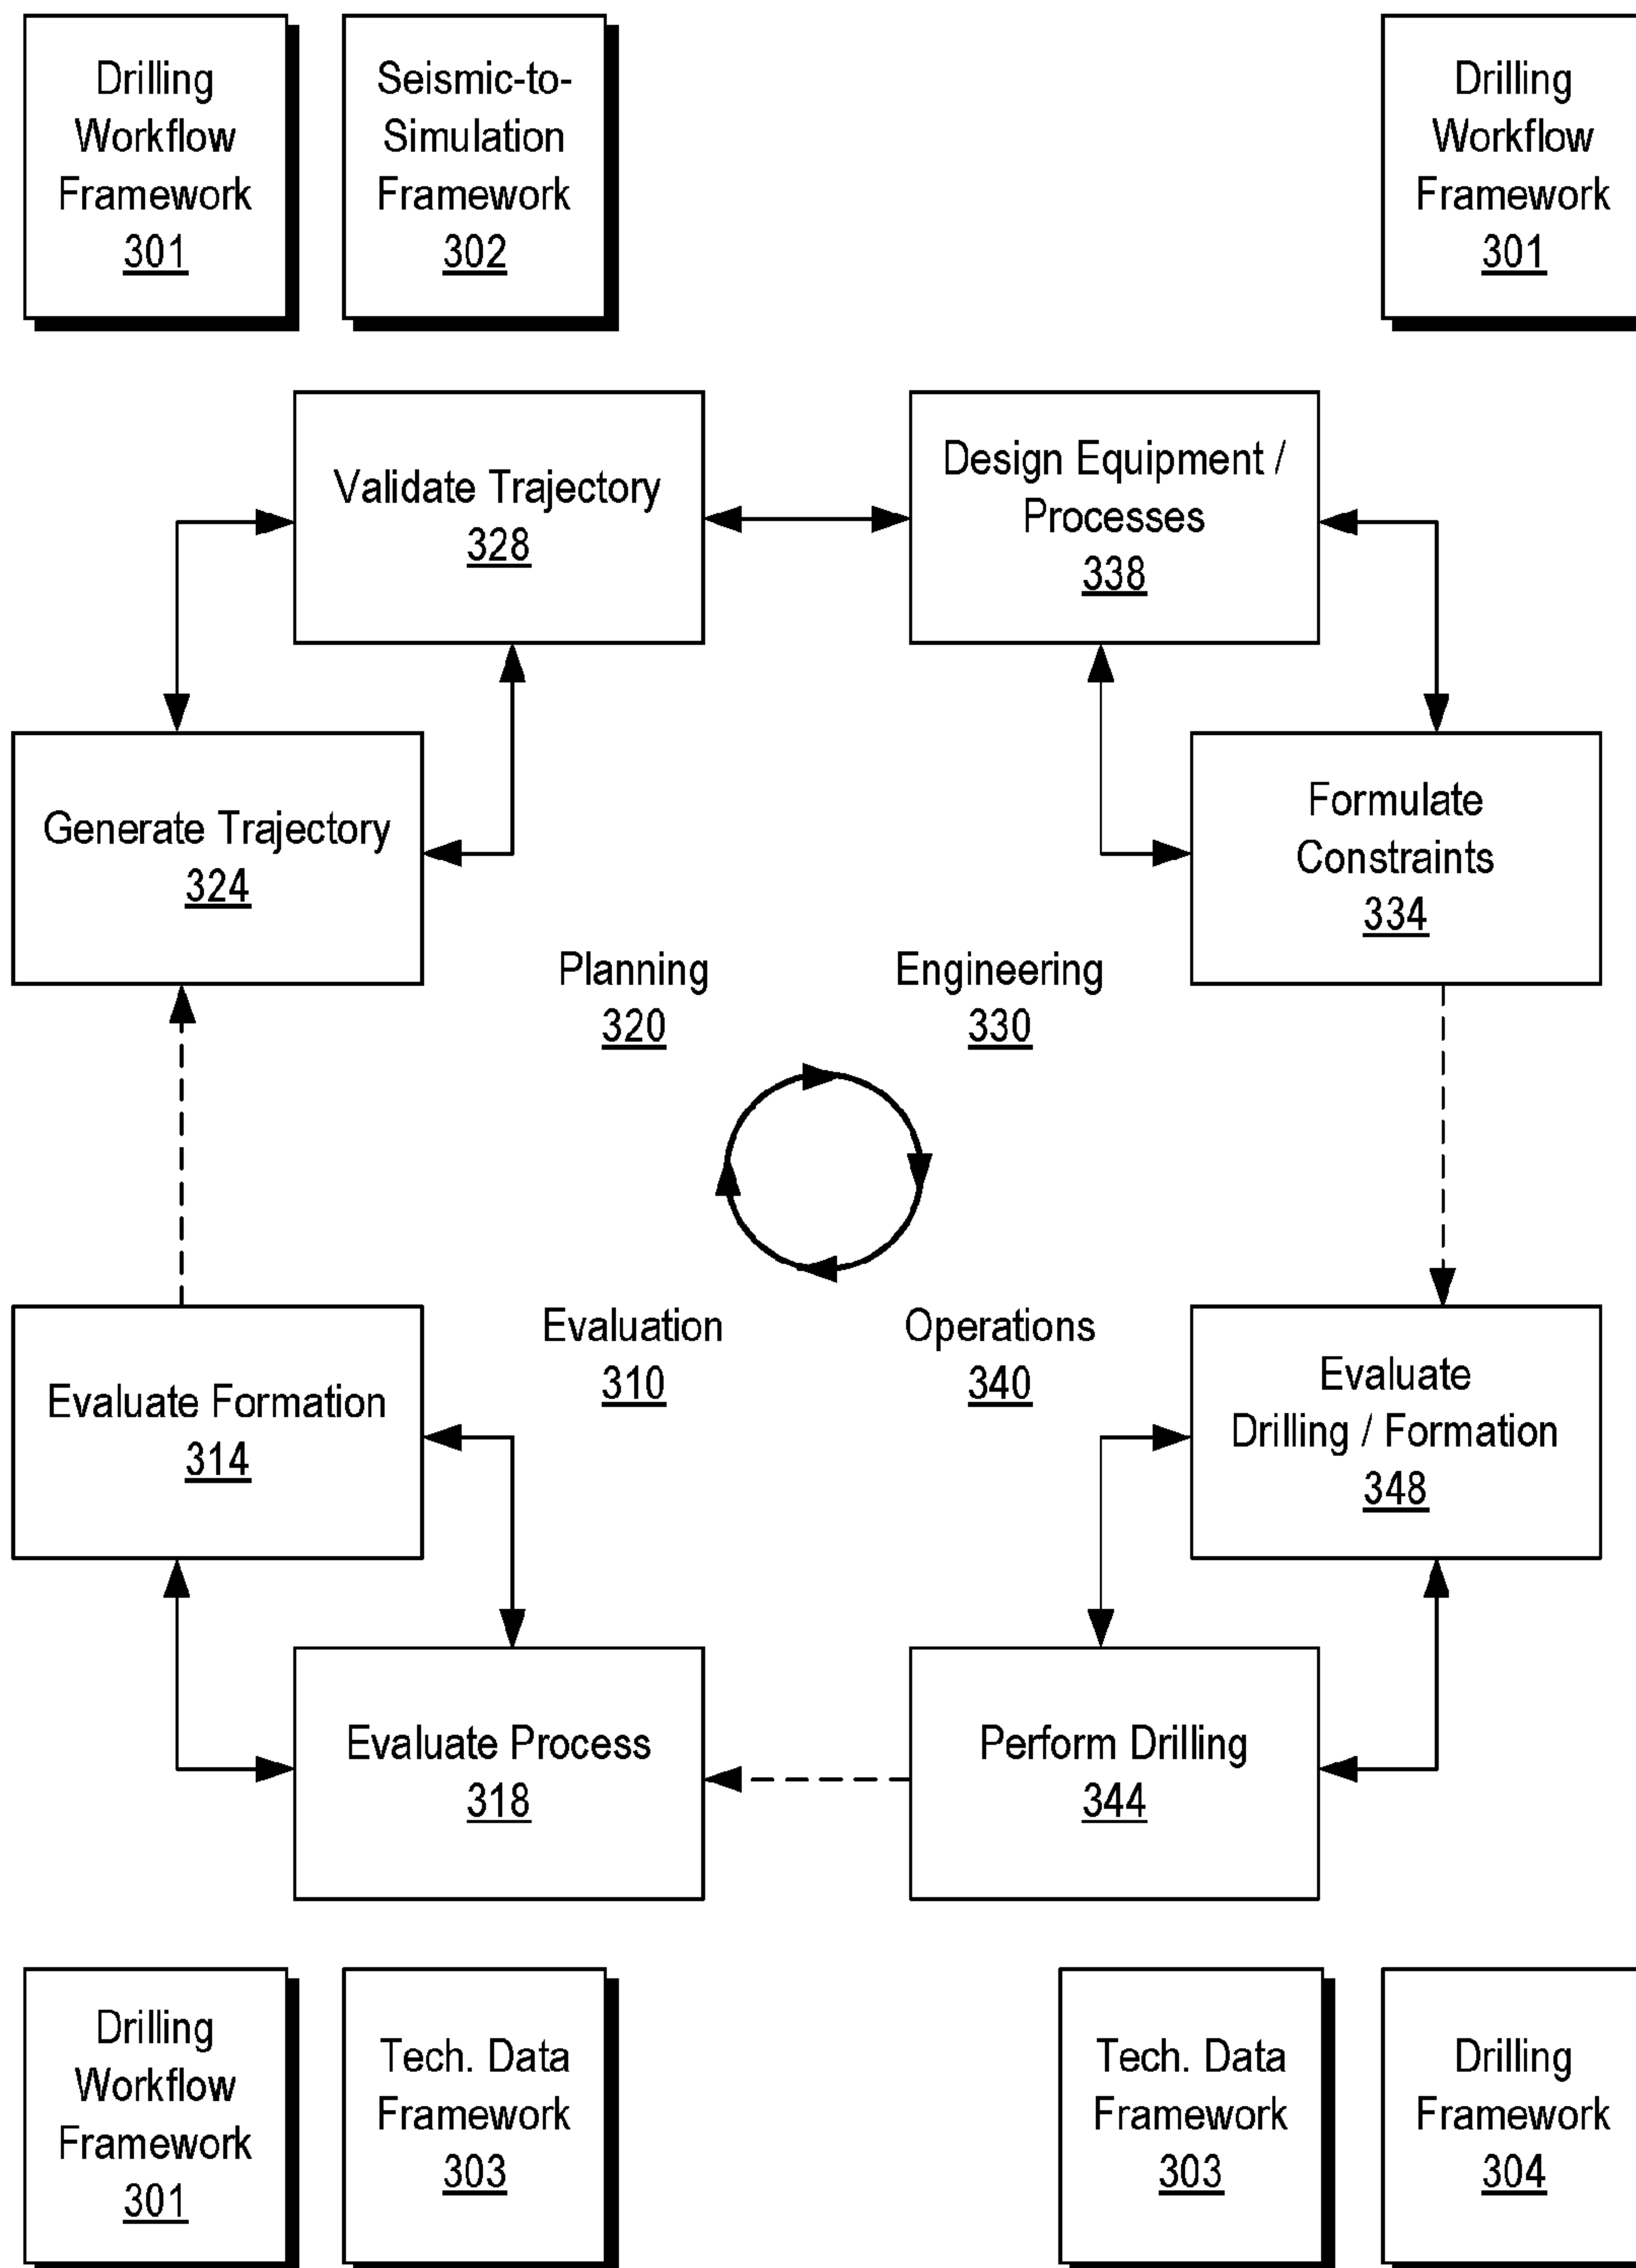 Drilling
Workflow
Framework
301
Seismic-to-
Simulation
Framework
302
Drilling
Workflow
Framework
301
Validate Trajectory
328
Design Equipment /
Processes
338
Generate Trajectory
324
Formulate
Constraints
334
Planning
320
Engineering
330
Evaluation
310
Operations
340
Evaluate Formation
314
Evaluate
Drilling / Formation
348
Evaluate Process
318
Perform Drilling
344
Drilling
Workflow
Framework
301
Tech. Data
Framework
303
Tech. Data
Framework
303
Drilling
Framework
304